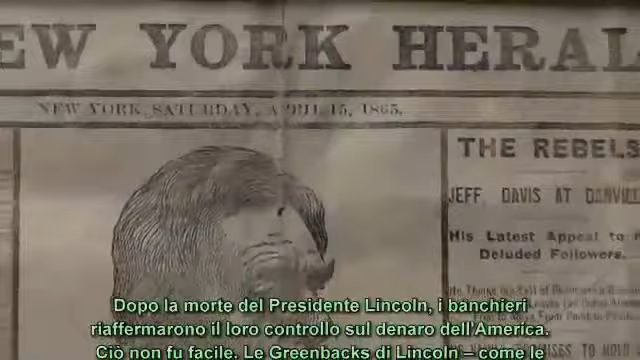 EW YORK HERAL
NEW YORK, SATURDAY, APRIL 15, 1865.
THE REBELS
JEFF. DAVIS AT DANVILL
His Latest Appeal to
Deluded Followers.
Dopo la morte del Presidente Lincoln, i banchieri
riaffermarono il loro controllo sul denaro dell'America.
Ciò non fu facile. Le Greenbacks di Lincoln – come le